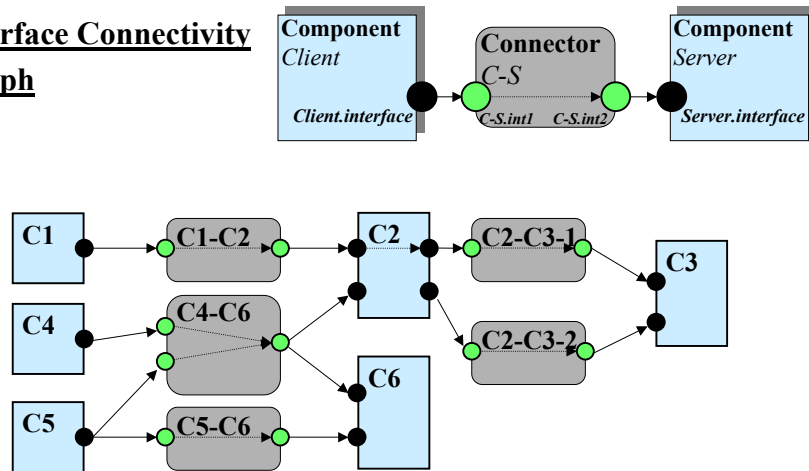 rface Connectivity
ph
Component
Client
Client.interface
Connector
C-S
C-S.int1 C-S.int2
Component
Server
Server.interface
C1
C1-C2
C2
C2-C3-1
C3
C4
C4-C6
C2-C3-2
C6
C5
C5-C6